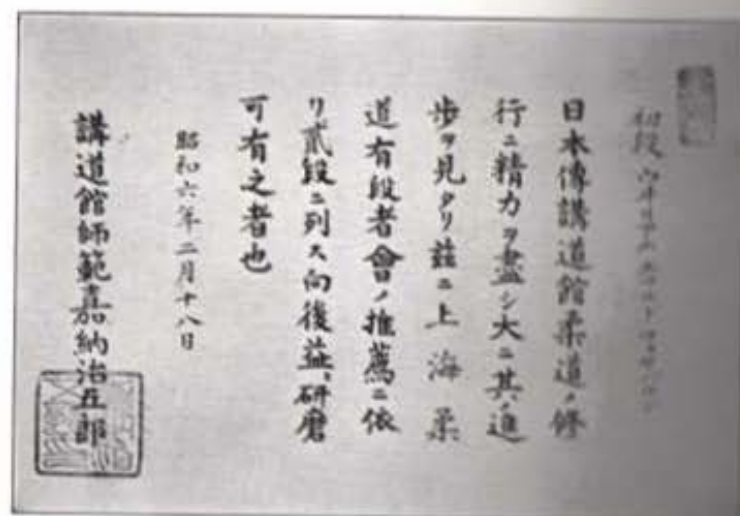 初段
日本傳講道館柔道ノ修
行ニ精力ヲ盡シ大ニ其ノ進
歩ヲ見タリ茲ニ上海柔
道有段者會ノ推薦ニ依
リ貳段ニ列ス向後益〻研磨
可有之者也
昭和六年二月十八日
講道館師範嘉納治五郎